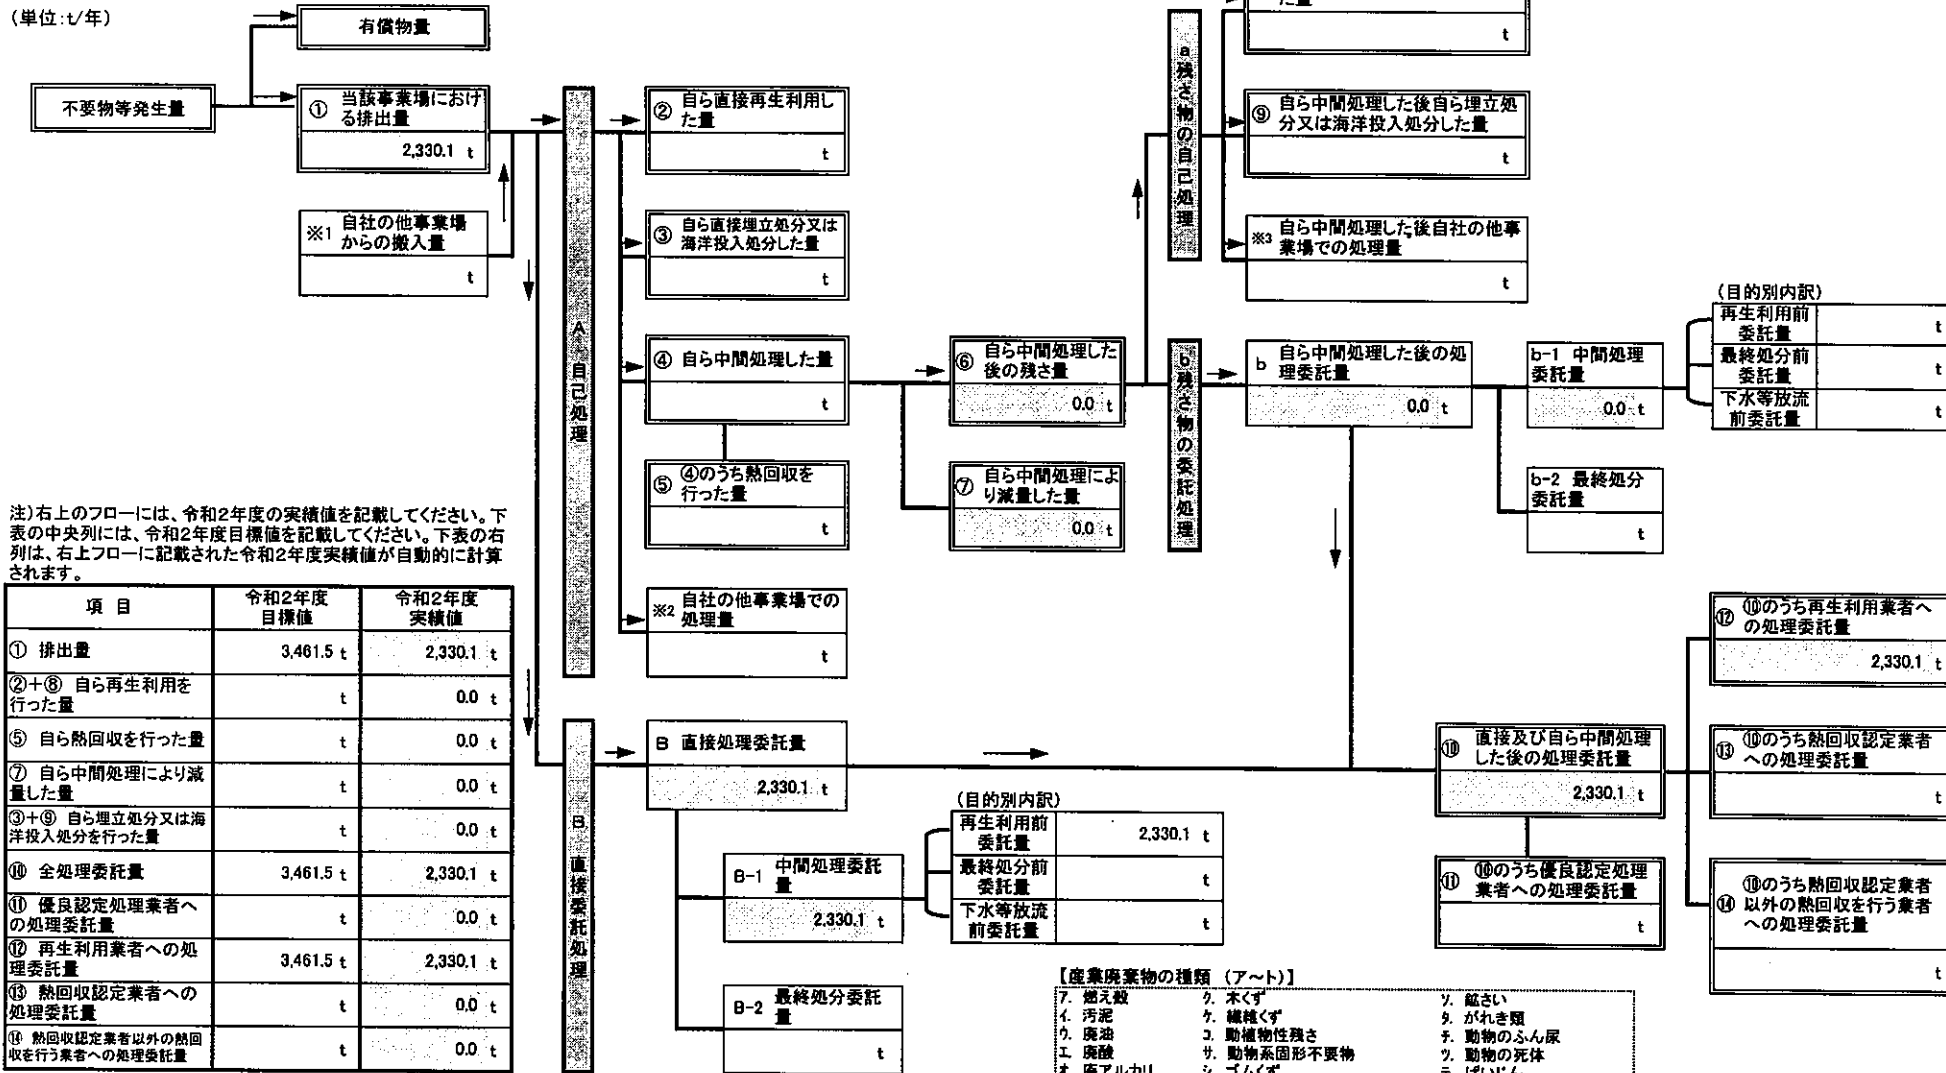 (単位:t/年)
有償物量
不要物等発生量
① 当該事業場におけ
る排出量
2,330.1 t
※1 自社の他事業場
からの搬入量
t
A 自己処理
② 自ら直接再生利用し
た量
t
③ 自ら直接埋立処分又は
海洋投入処分した量
t
④ 自ら中間処理した量
t
⑤ ④のうち熱回収を
行った量
t
※2 自社の他事業場での
処理量
t
⑥ 自ら中間処理した
後の残さ量
0.0 t
⑦ 自ら中間処理によ
り減量した量
0.0 t
a 残さ物の自己処理
た量
t
⑨ 自ら中間処理した後自ら埋立処
分又は海洋投入処分した量
t
※3 自ら中間処理した後自社の他事
業場での処理量
t
b 残さ物の委託処理
b 自ら中間処理した後の処
理委託量
0.0 t
b-1 中間処理
委託量
0.0 t
b-2 最終処分
委託量
t
(目的別内訳)
再生利用前
委託量 t
最終処分前
委託量 t
下水等放流
前委託量 t
注)右上のフローには、令和2年度の実績値を記載してください。下
表の中央列には、令和2年度目標値を記載してください。下表の右
列は、右上フローに記載された令和2年度実績値が自動的に計算
されます。
項 目 令和2年度 目標値 令和2年度 実績値
① 排出量 3,461.5 t 2,330.1 t
②+⑧ 自ら再生利用を
行った量 t 0.0 t
⑤ 自ら熱回収を行った量 t 0.0 t
⑦ 自ら中間処理により減
量した量 t 0.0 t
③+⑨ 自ら埋立処分又は海
洋投入処分を行った量 t 0.0 t
⑩ 全処理委託量 3,461.5 t 2,330.1 t
⑪ 優良認定処理業者へ
の処理委託量 t 0.0 t
⑫ 再生利用業者への処
理委託量 3,461.5 t 2,330.1 t
⑬ 熱回収認定業者への
処理委託量 t 0.0 t
⑭ 熱回収認定業者以外の熱回
収を行う業者への処理委託量 t 0.0 t
B 直接委託処理
B 直接処理委託量
2,330.1 t
B-1 中間処理委託
量
2,330.1 t
B-2 最終処分委託
量
t
(目的別内訳)
再生利用前
委託量 2,330.1 t
最終処分前
委託量 t
下水等放流
前委託量 t
⑩ 直接及び自ら中間処理
した後の処理委託量
2,330.1 t
⑪ ⑩のうち優良認定処理
業者への処理委託量
t
⑫ ⑩のうち再生利用業者へ
の処理委託量
2,330.1 t
⑬ ⑩のうち熱回収認定業者
への処理委託量
t
⑭ ⑩のうち熱回収認定業者
以外の熱回収を行う業者
への処理委託量
t
【産業廃棄物の種類 (ア~ト)】
ア. 燃え殻 ク. 木くず ソ. 鉱さい
イ. 汚泥 ケ. 繊維くず タ. がれき類
ウ. 廃油 コ. 動植物性残さ チ. 動物のふん尿
エ. 廃酸 サ. 動物系固形不要物 ツ. 動物の死体
オ. 廃アルカリ シ. ゴムくず テ. ばいじん